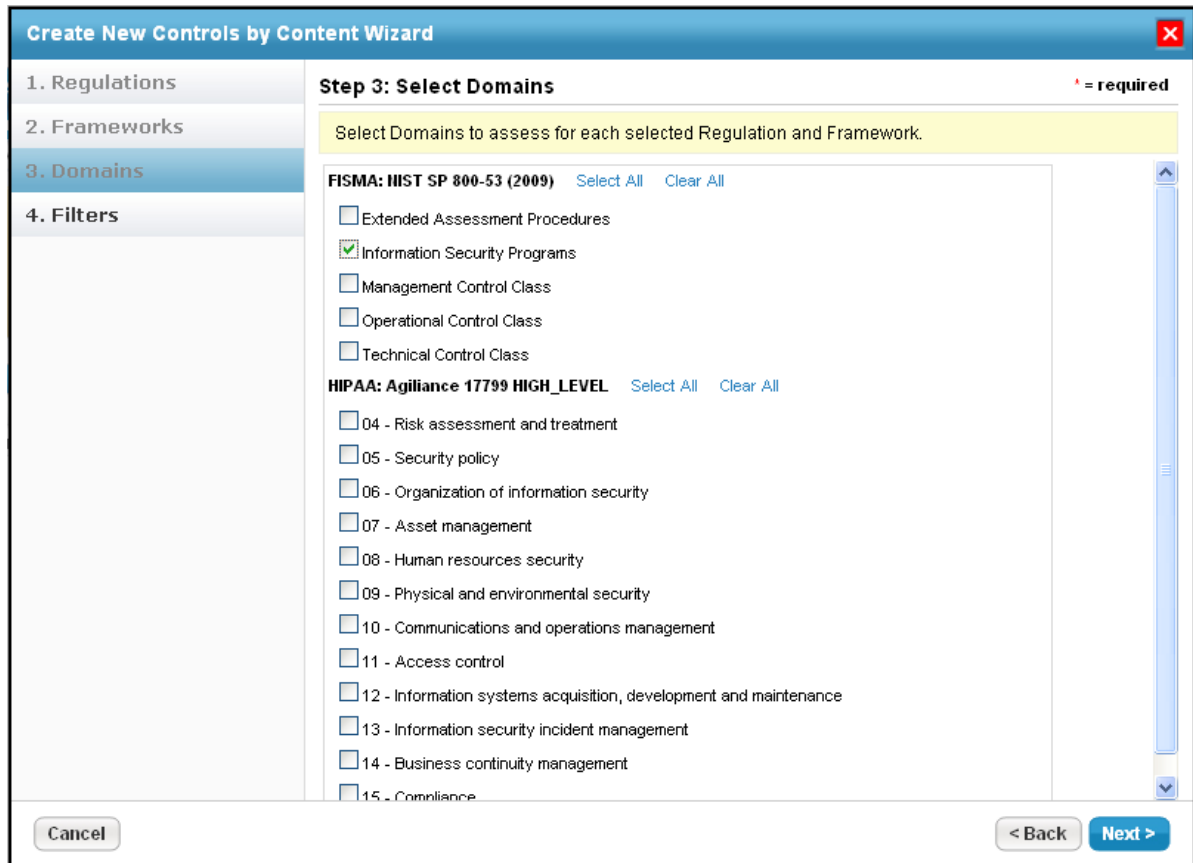 Create New Controls by Content Wizard
1. Regulations
2. Frameworks
3. Domains
4. Filters
Step 3: Select Domains
* = required
Select Domains to assess for each selected Regulation and Framework.
FISMA: NIST SP 800-53 (2009) Select All Clear All
Extended Assessment Procedures
Information Security Programs
Management Control Class
Operational Control Class
Technical Control Class
HIPAA: Agiliance 17799 HIGH_LEVEL Select All Clear All
04 - Risk assessment and treatment
05 - Security policy
06 - Organization of information security
07 - Asset management
08 - Human resources security
09 - Physical and environmental security
10 - Communications and operations management
11 - Access control
12 - Information systems acquisition, development and maintenance
13 - Information security incident management
14 - Business continuity management
15 - Compliance
Cancel
< Back
Next >